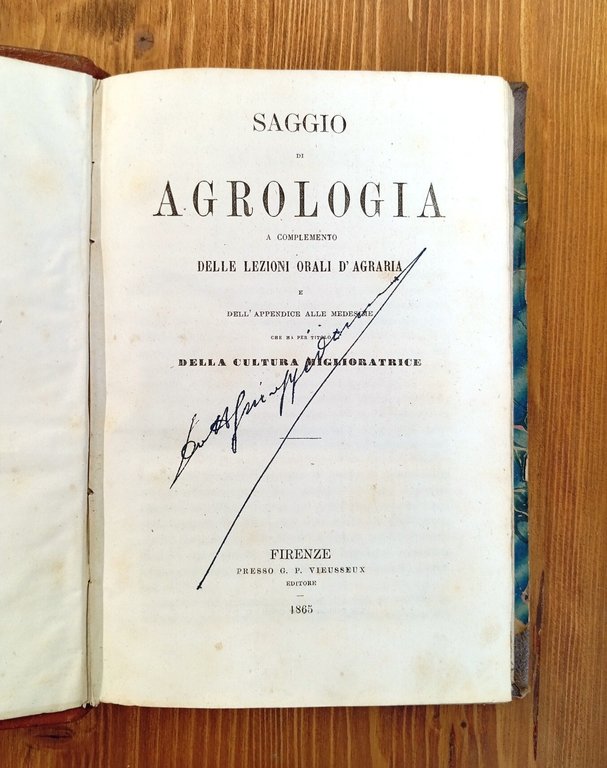 SAGGIO
DI
AGROLOGIA
A COMPLEMENTO
DELLE LEZIONI ORALI D'AGRARIA
E
DELL'APPENDICE ALLE MEDESIME
CHE HA PER TITOLO
DELLA CULTURA MIGLIORATRICE
FIRENZE
PRESSO G. P. VIEUSSEUX
EDITORE
1865